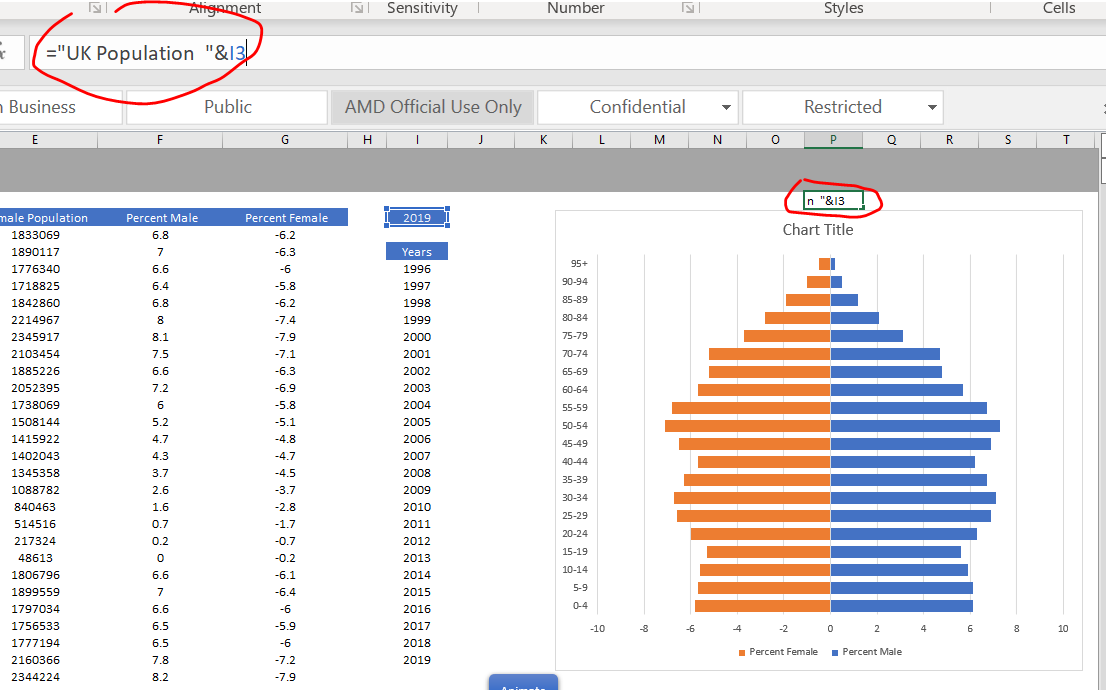 Alignment Sensitivity Number Styles Cells
="UK Population "&I3
Business Public AMD Official Use Only Confidential Restricted
E F G H I J K L M N O P Q R S T
n "&I3
Population Percent Male Percent Female 2019
1833069 6.8 -6.2
1890117 7 -6.3 Years
1776340 6.6 -6 1996
1718825 6.4 -5.8 1997
1842860 6.8 -6.2 1998
2214967 8 -7.4 1999
2345917 8.1 -7.9 2000
2103454 7.5 -7.1 2001
1885226 6.6 -6.3 2002
2052395 7.2 -6.9 2003
1738069 6 -5.8 2004
1508144 5.2 -5.1 2005
1415922 4.7 -4.8 2006
1402043 4.3 -4.7 2007
1345358 3.7 -4.5 2008
1088782 2.6 -3.7 2009
840463 1.6 -2.8 2010
514516 0.7 -1.7 2011
217324 0.2 -0.7 2012
48613 0 -0.2 2013
1806796 6.6 -6.1 2014
1899559 7 -6.4 2015
1797034 6.6 -6 2016
1756533 6.5 -5.9 2017
1777194 6.5 -6 2018
2160366 7.8 -7.2 2019
2344224 8.2 -7.9
Animate
Chart Title
95+
90-94
85-89
80-84
75-79
70-74
65-69
60-64
55-59
50-54
45-49
40-44
35-39
30-34
25-29
20-24
15-19
10-14
5-9
0-4
-10 -8 -6 -4 -2 0 2 4 6 8 10
Percent Female Percent Male